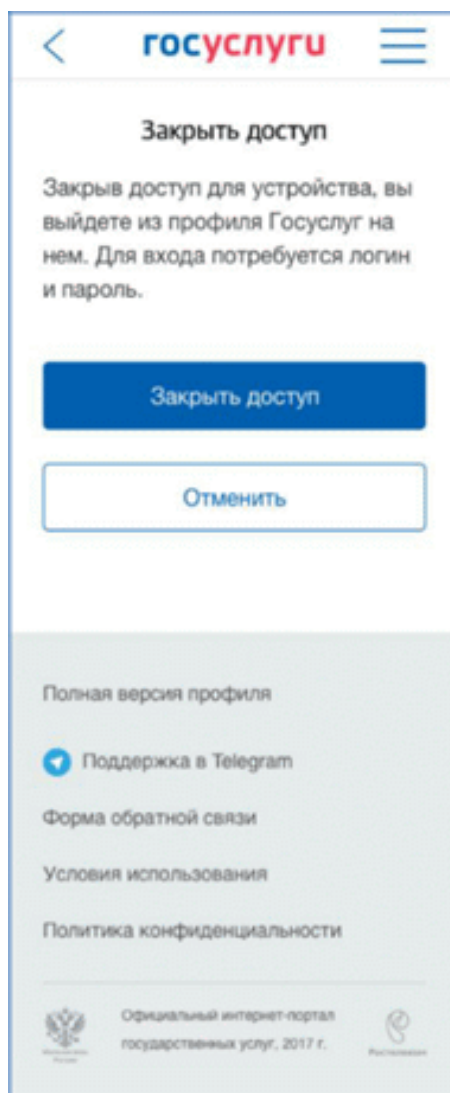 госуслуги
Закрыть доступ
Закрыв доступ для устройства, вы
выйдете из профиля Госуслуг на
нем. Для входа потребуется логин
и пароль.
Закрыть доступ
Отменить
Полная версия профиля
Поддержка в Telegram
Форма обратной связи
Условия использования
Политика конфиденциальности
Официальный интернет-портал
государственных услуг, 2017 г.
Ростелеком